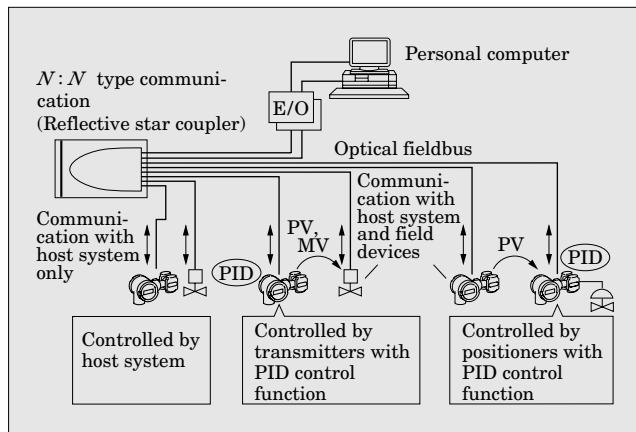 N : N type communi-
cation
(Reflective star coupler)
Personal computer
E/O
Optical fieldbus
Communi-
cation with
host system
only
PID
PV,
MV
Communi-
cation with
host system
and field
devices
PV
PID
Controlled by
host system
Controlled by
transmitters with
PID control
function
Controlled by
positioners with
PID control
function